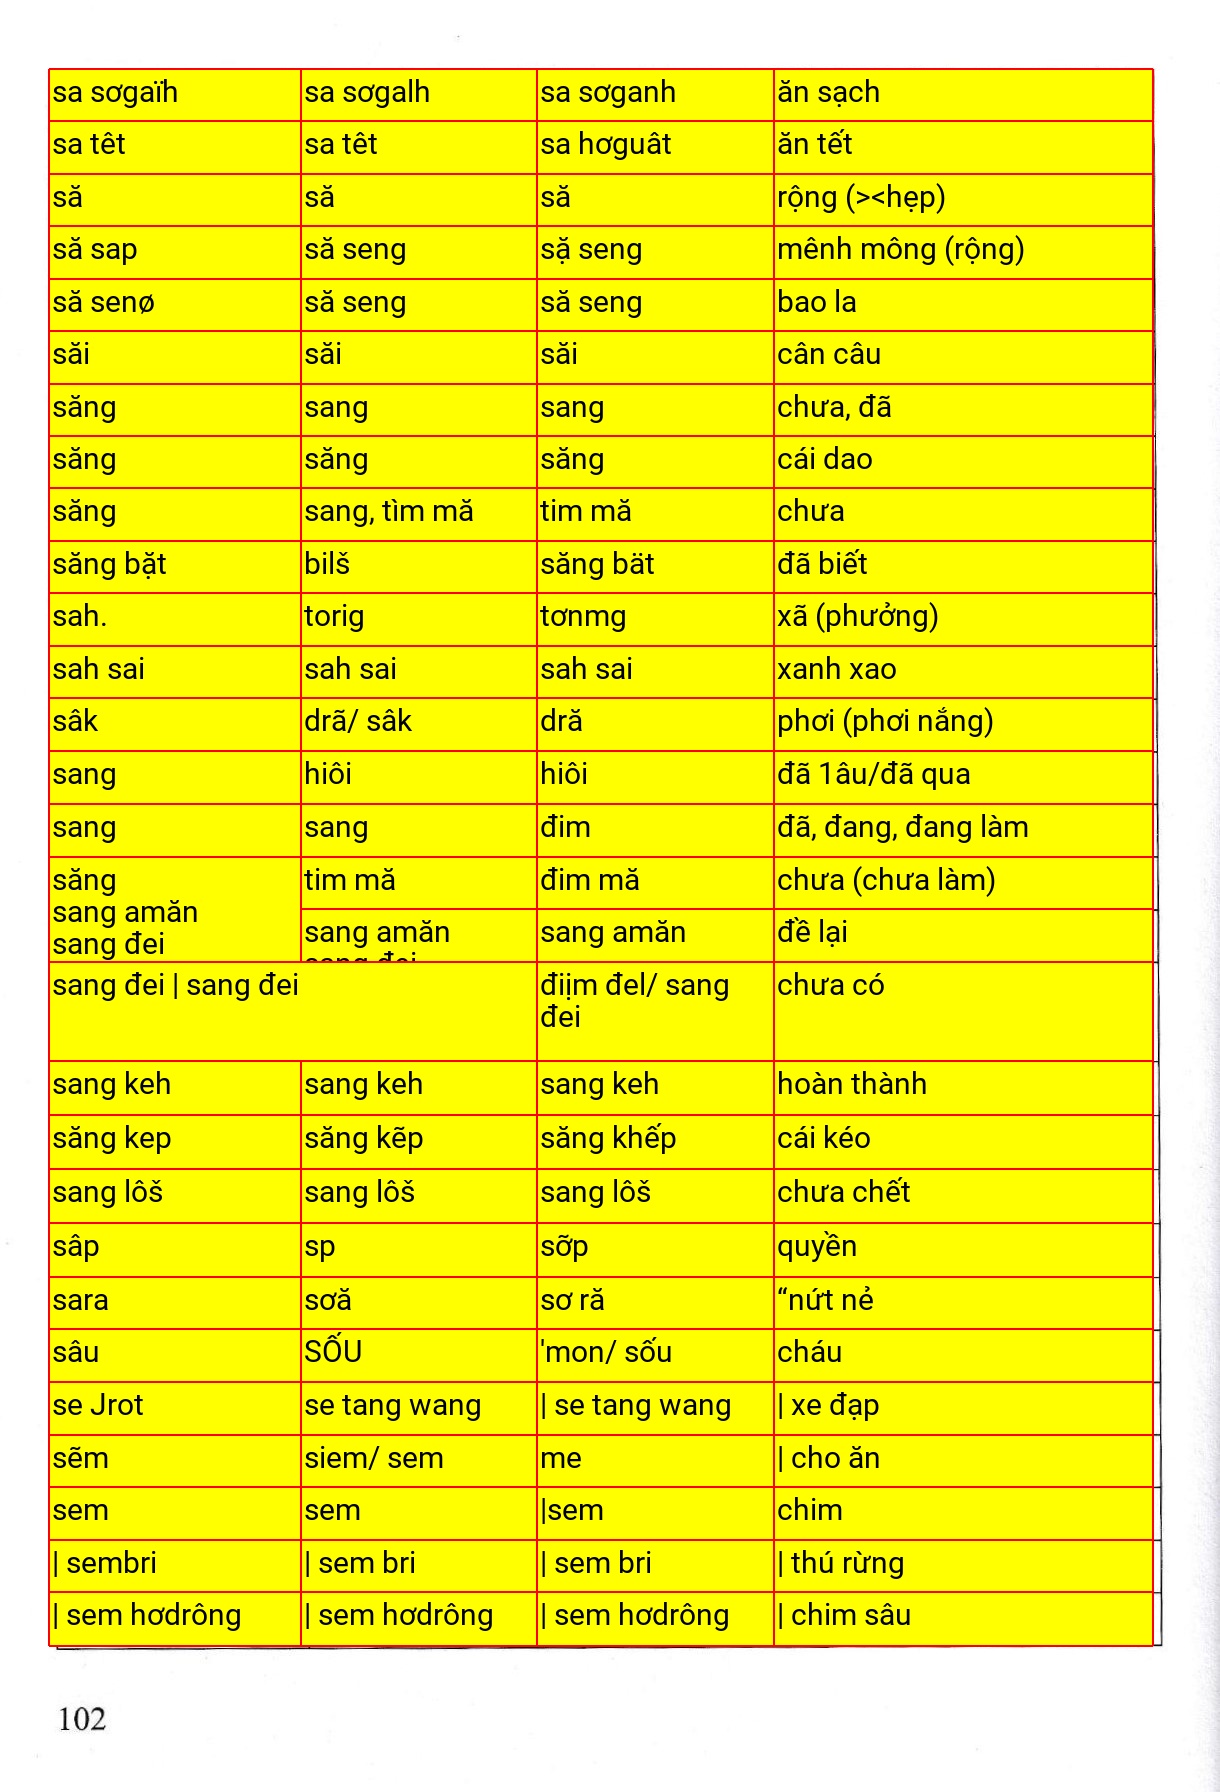 sa sơgaïh sa sơgalh sa sơganh ăn sạch
sa têt sa têt sa hơguât ăn tết
să să să rộng (><hẹp)
să sap să seng sặ seng mênh mông (rộng)
să senø să seng să seng bao la
săi săi săi cân câu
săng sang sang chưa, đã
săng săng săng cái dao
săng sang, tìm mă tim mă chưa
săng bặt bilš săng bät đã biết
sah. torig tơnmg xã (phưởng)
sah sai sah sai sah sai xanh xao
sâk drã/ sâk dră phơi (phơi nắng)
sang hiôi hiôi đã 1âu/đã qua
sang sang đim đã, đang, đang làm
săng tim mă đim mă chưa (chưa làm)
sang amăn sang amăn sang amăn đề lại
sang đei sang đei
sang đei | sang đei điịm đel/ sang chưa có
đei
sang keh sang keh sang keh hoàn thành
săng kep săng kẽp săng khếp cái kéo
sang lôš sang lôš sang lôš chưa chết
sâp sp sỡp quyền
sara sơă sơ ră “nứt nẻ
sâu SỐU 'mon/ sốu cháu
se Jrot se tang wang | se tang wang | xe đạp
sẽm siem/ sem me | cho ăn
sem sem |sem chim
| sembri | sem bri | sem bri | thú rừng
| sem hơdrông | sem hơdrông | sem hơdrông | chim sâu
102